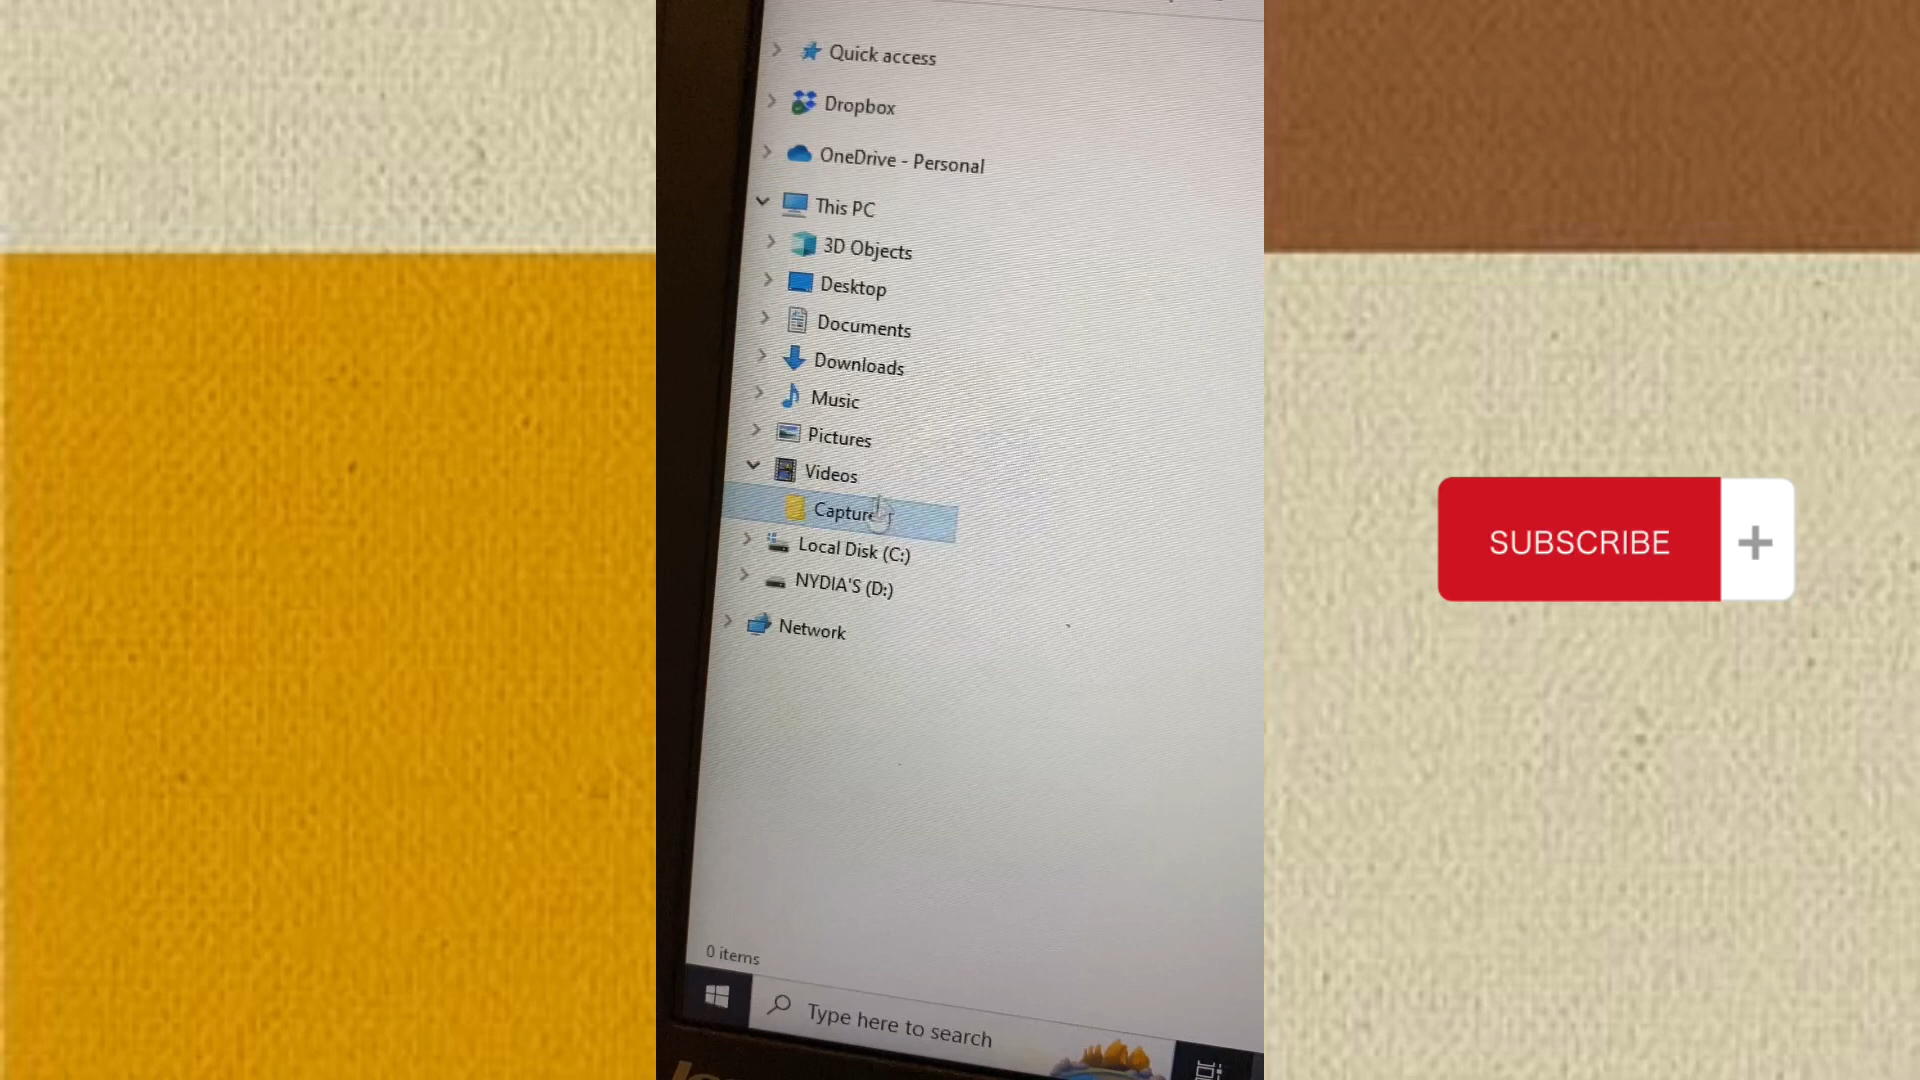 Quick access
Dropbox
OneDrive - Personal
This PC
3D Objects
Desktop
Documents
Downloads
Music
Pictures
Videos
Captures
Local Disk (C:)
NYDIA'S (D:)
Network
SUBSCRIBE +
0 items
Type here to search